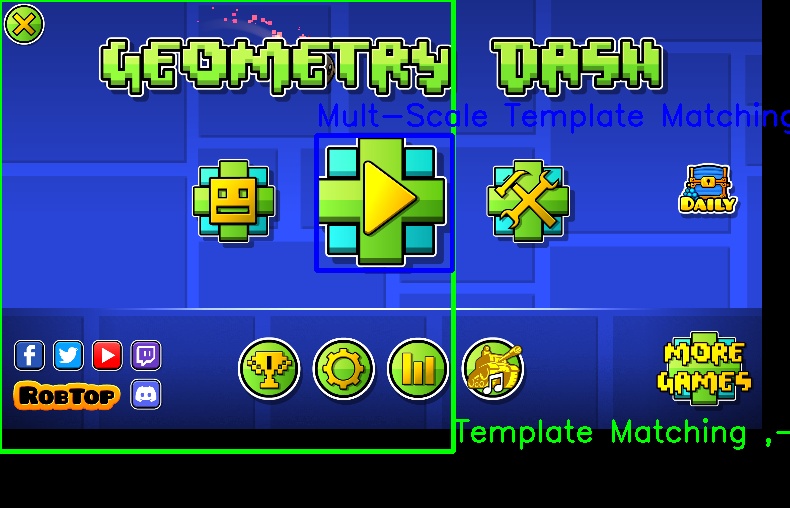 GEOMETRY DASH
Mult-Scale Template Matching
DAILY
MORE
GAMES
ROBTOP
Template Matching ,-